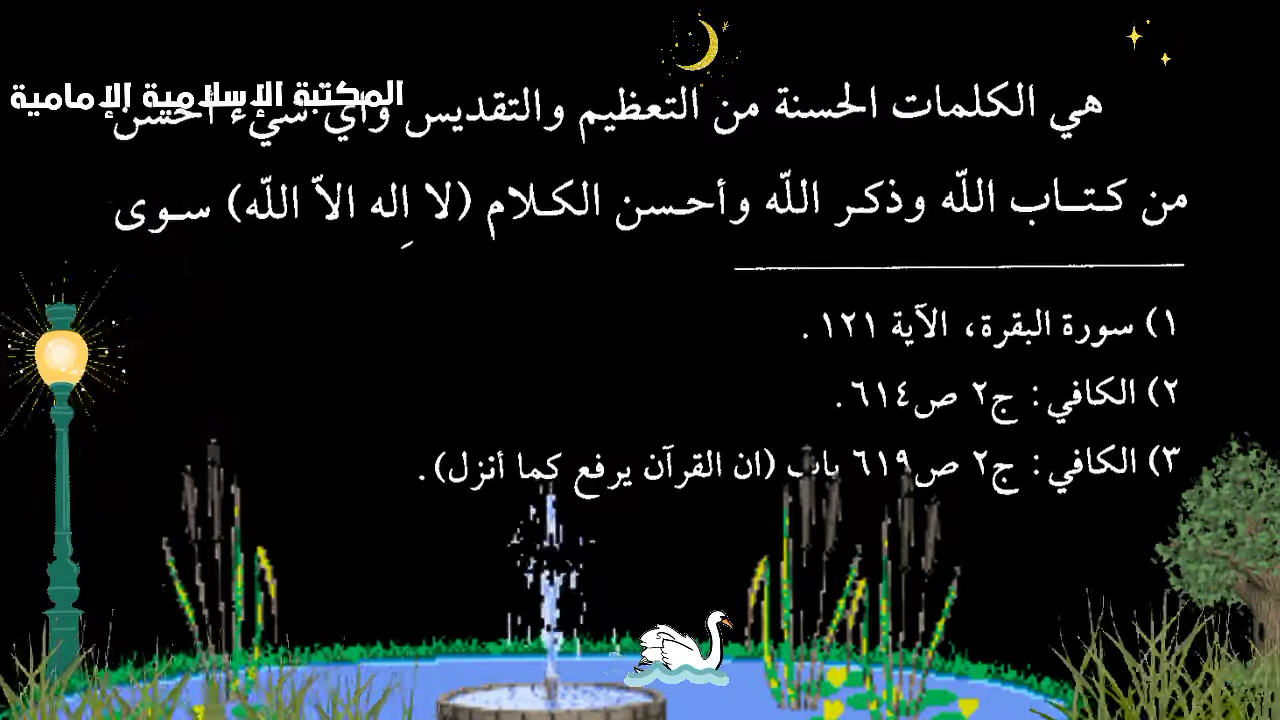 المكتبة الإسلامية الإمامية
هي الكلمات الحسنة من التعظيم والتقديس وأي شيء أحسن
من كتاب اللّه وذكر اللّه وأحسن الكلام (لا اِله الاّ اللّه) سوى
١) سورة البقرة، الآية ١٢١.
٢) الكافي: ج٢ ص٦١٤.
٣) الكافي: ج٢ ص٦١٩ باب (ان القرآن يرفع كما أنزل).